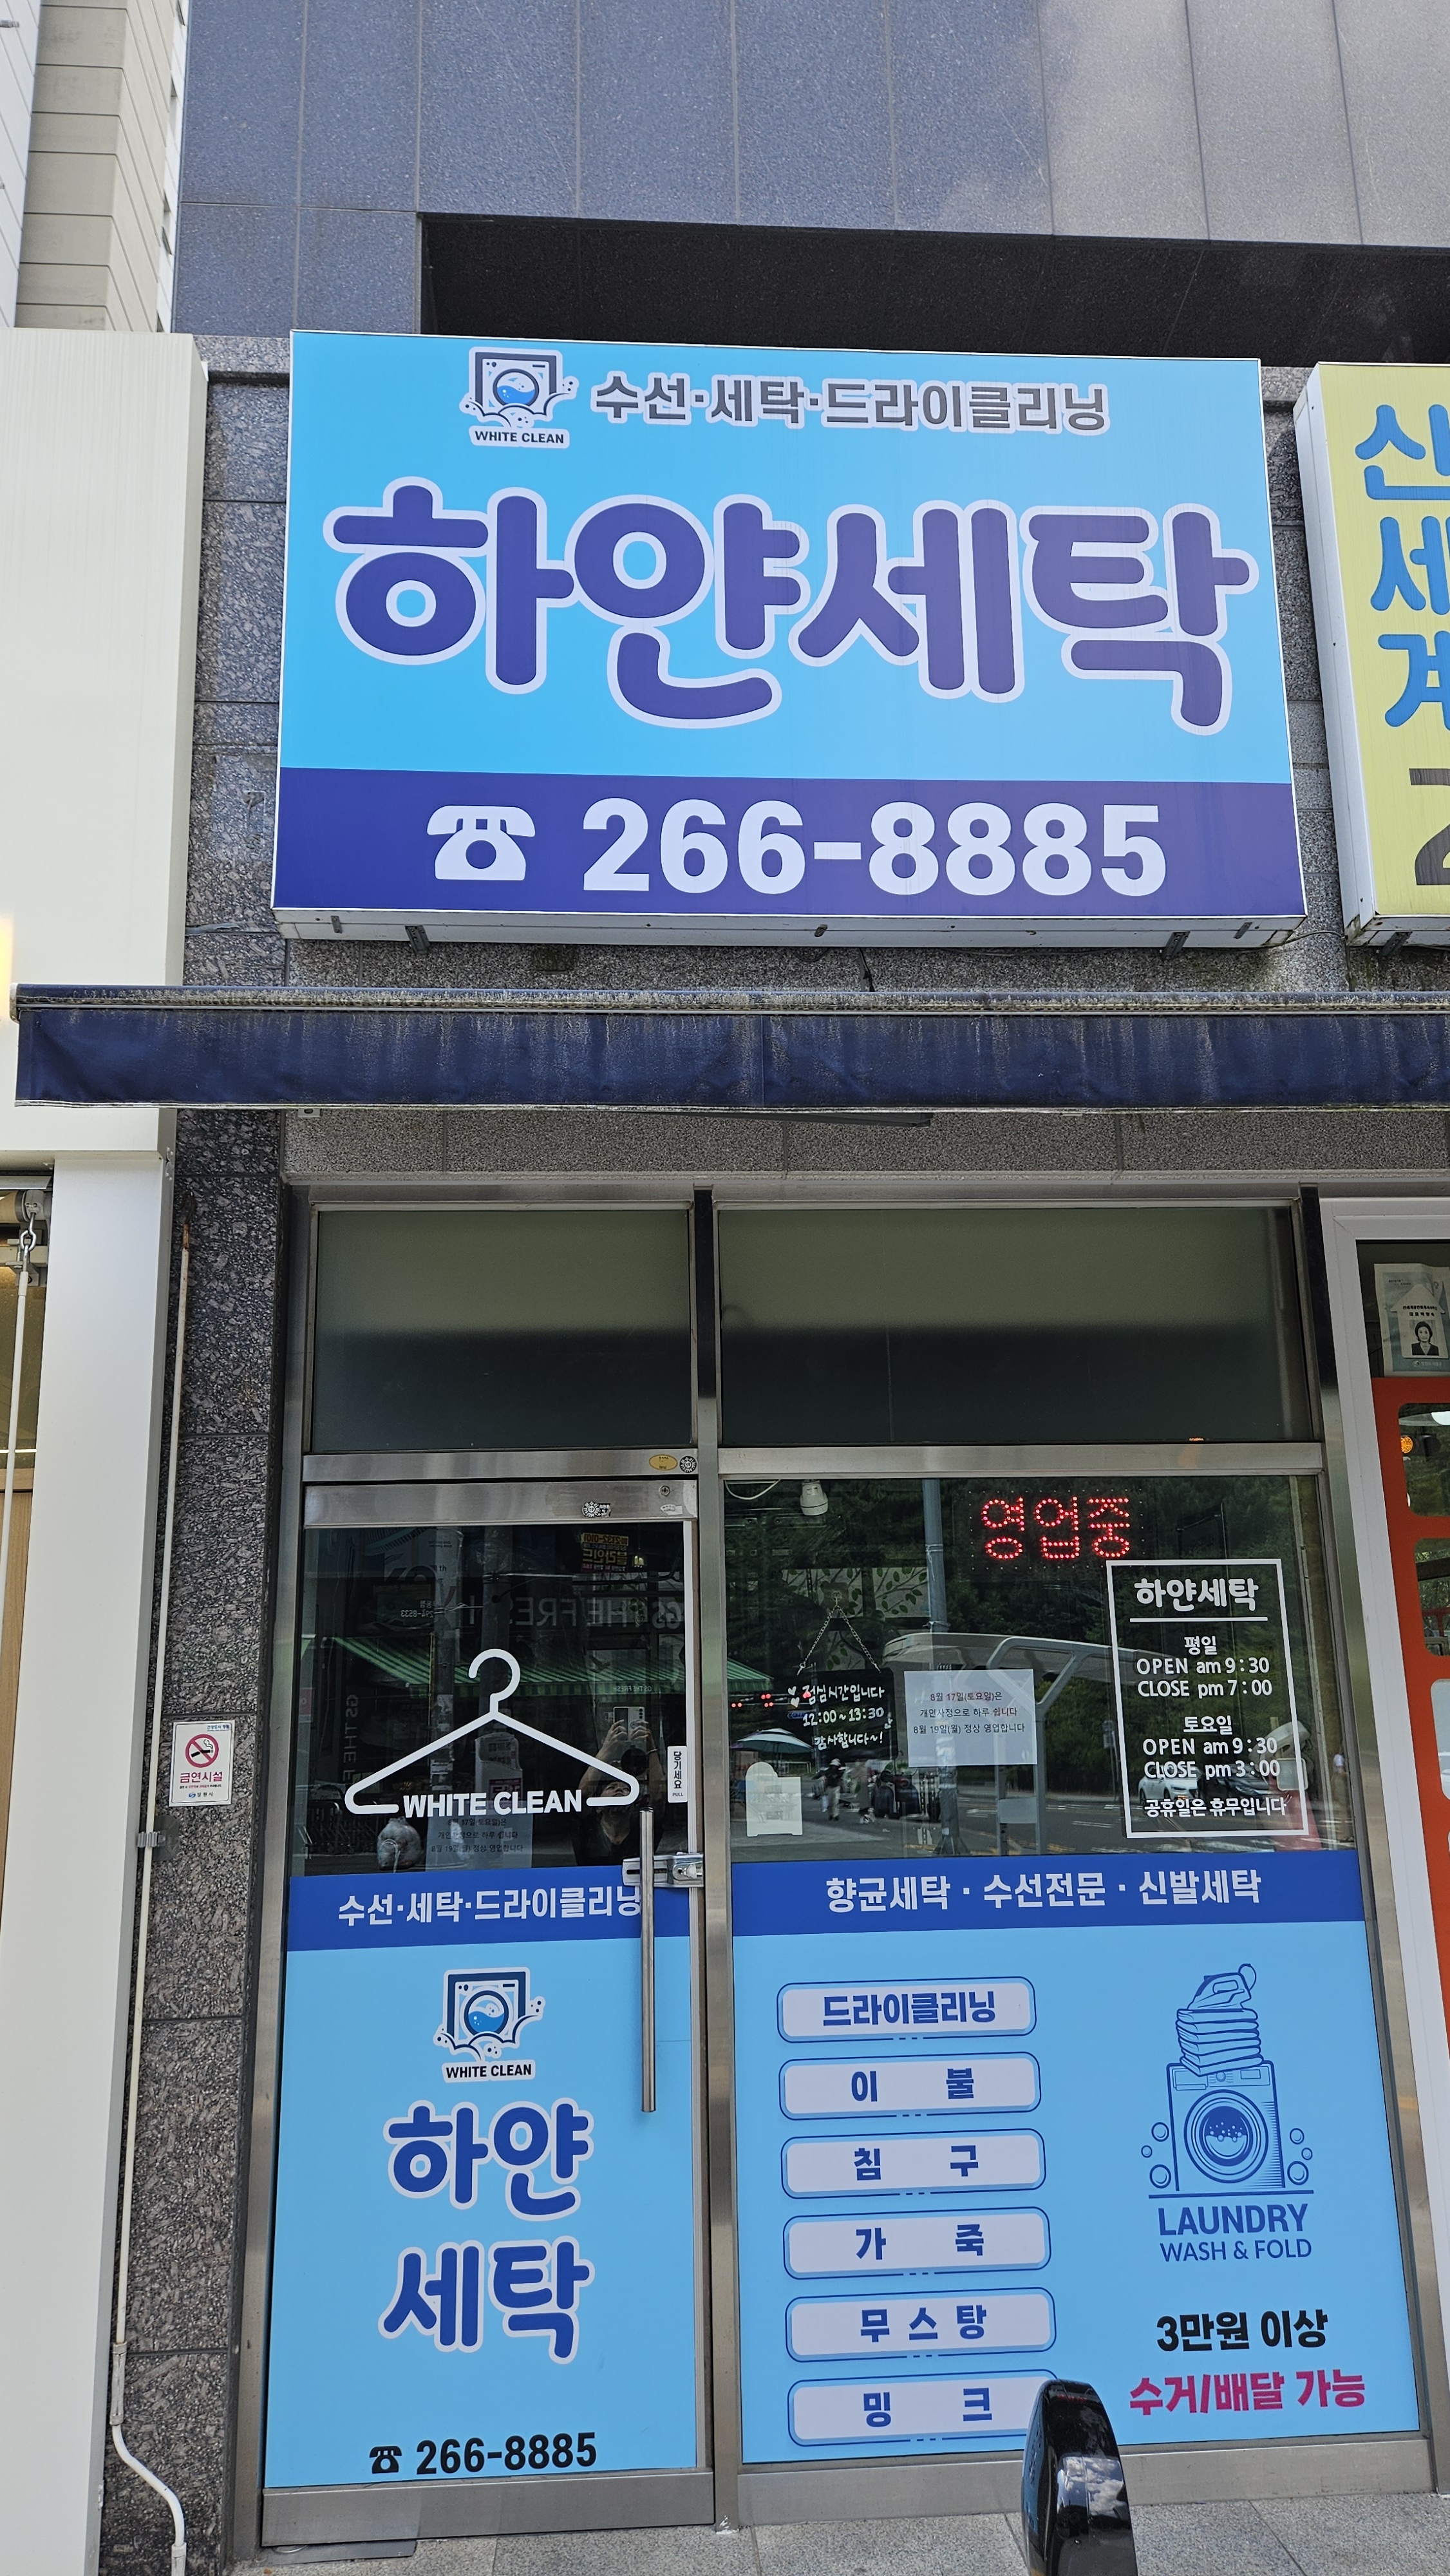 WHITE CLEAN
수선·세탁·드라이클리닝
하얀세탁
☎ 266-8885
신
세
계
영업중
하얀세탁
평일
OPEN am 9:30
CLOSE pm 7:00
토요일
OPEN am 9:30
CLOSE pm 3:00
공휴일은 휴무입니다
점심시간입니다
12:00~13:30
감사합니다~!
8월 17일(토요일)은
개인사정으로 하루 쉽니다
8월 19일(월) 정상 영업합니다
당기세요
PULL
금연시설
WHITE CLEAN
수선·세탁·드라이클리닝
WHITE CLEAN
하얀
세탁
☎ 266-8885
향균세탁 · 수선전문 · 신발세탁
드라이클리닝
이 불
침 구
가 죽
무스탕
밍 크
LAUNDRY
WASH & FOLD
3만원 이상
수거/배달 가능